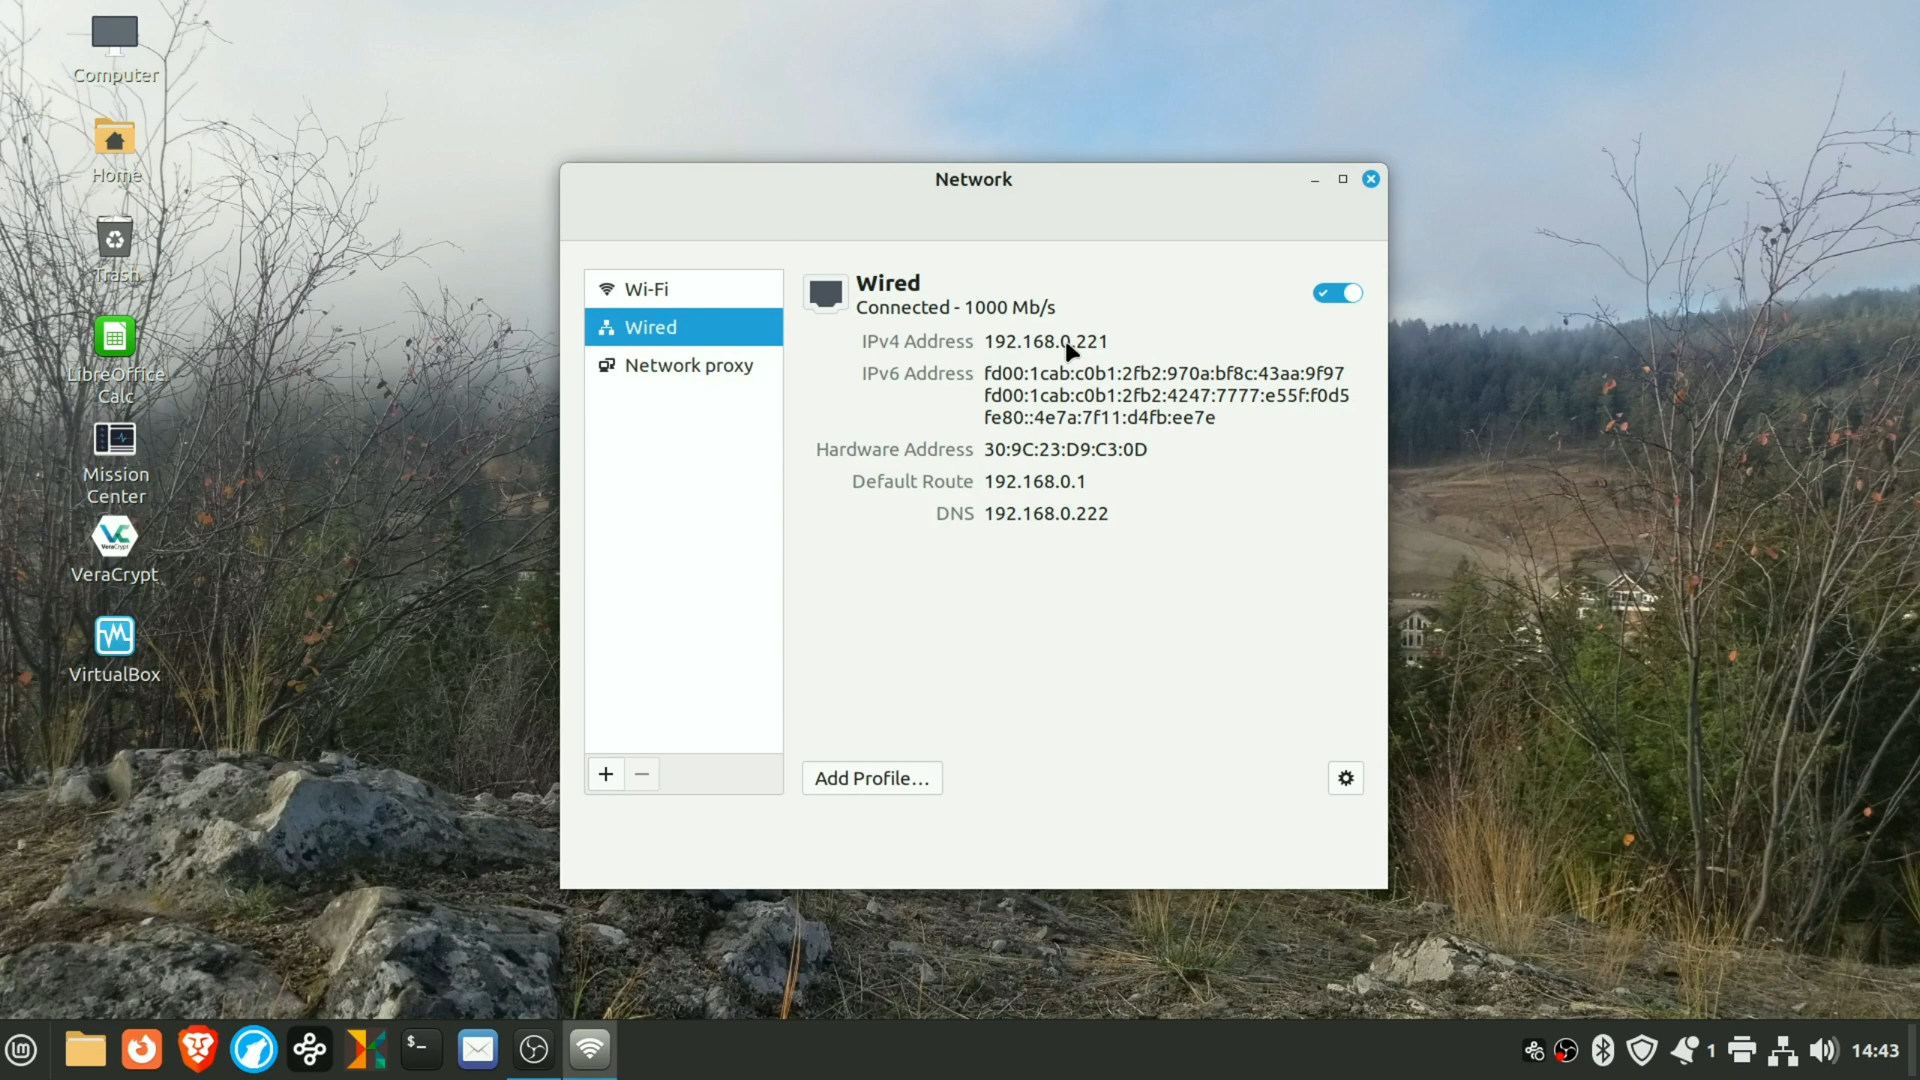 Computer
Home
Trash
LibreOffice
Calc
Mission
Center
VeraCrypt
VeraCrypt
VirtualBox
Network
Wi-Fi
Wired
Network proxy
Wired
Connected - 1000 Mb/s
IPv4 Address 192.168.0.221
IPv6 Address fd00:1cab:c0b1:2fb2:970a:bf8c:43aa:9f97
fd00:1cab:c0b1:2fb2:4247:7777:e55f:f0d5
fe80::4e7a:7f11:d4fb:ee7e
Hardware Address 30:9C:23:D9:C3:0D
Default Route 192.168.0.1
DNS 192.168.0.222
Add Profile…
$_
1
14:43